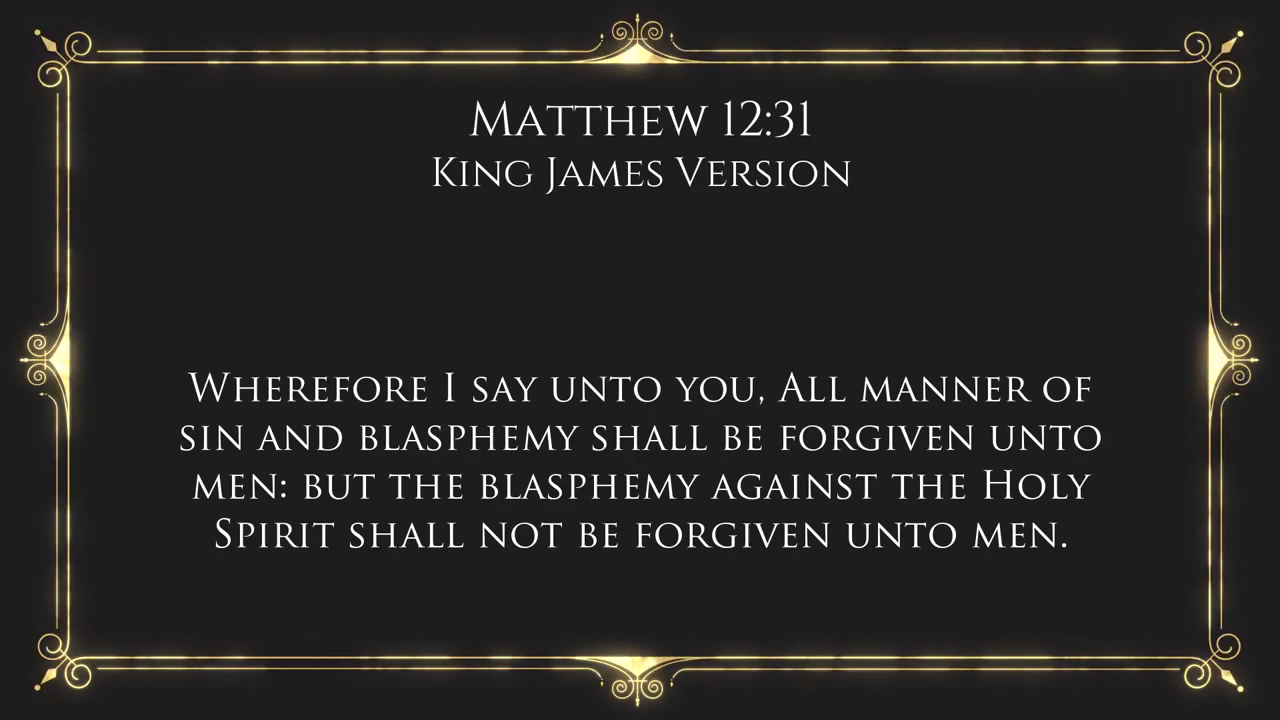 Matthew 12:31
King James Version
Wherefore I say unto you, All manner of
sin and blasphemy shall be forgiven unto
men: but the blasphemy against the Holy
Spirit shall not be forgiven unto men.